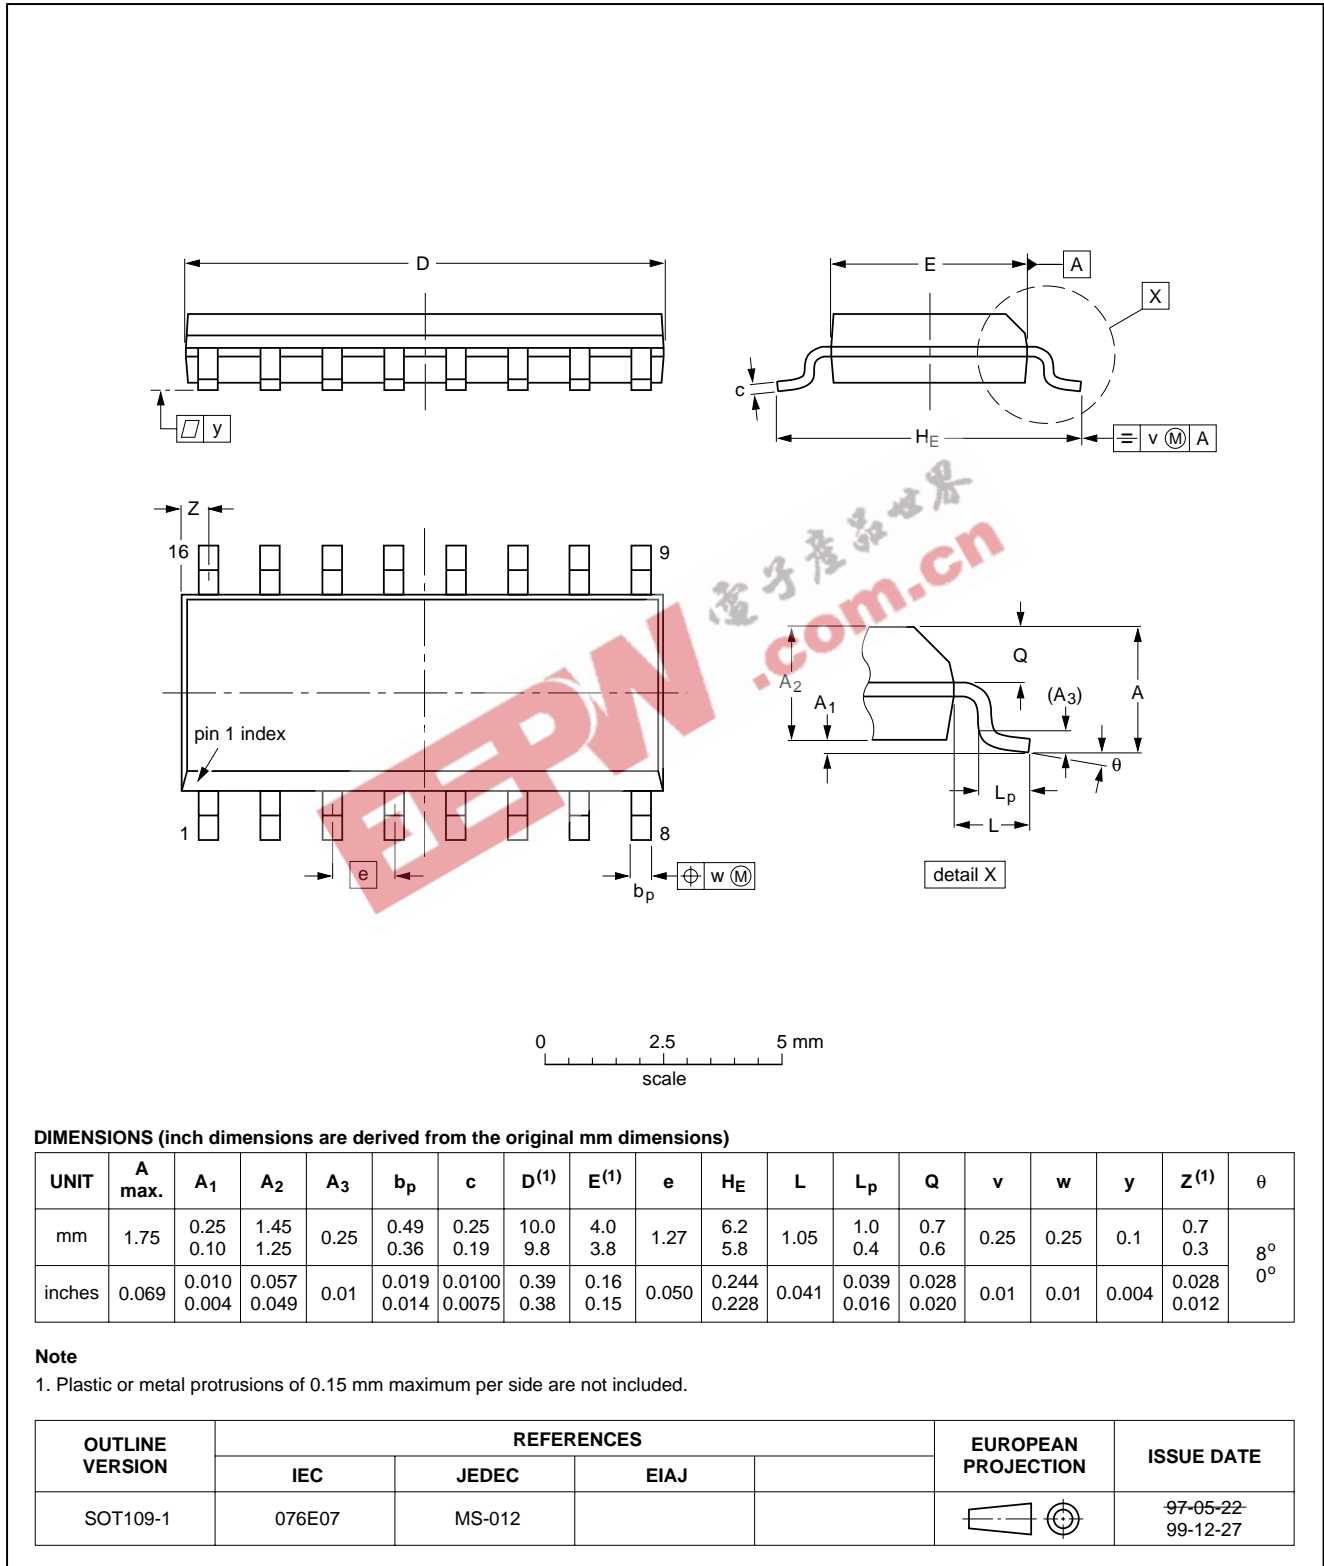 D
E
A
X
c
y
HE
v M A
Z
16
9
電子產品世界
.com.cn
EEPW
pin 1 index
1
8
e
bp
w M
A2
A1
Q
(A3)
A
θ
Lp
L
detail X
0 2.5 5 mm
scale
DIMENSIONS (inch dimensions are derived from the original mm dimensions)
UNIT A max. A1 A2 A3 bp c D(1) E(1) e HE L Lp Q v w y Z(1) θ
mm 1.75 0.25 0.10 1.45 1.25 0.25 0.49 0.36 0.25 0.19 10.0 9.8 4.0 3.8 1.27 6.2 5.8 1.05 1.0 0.4 0.7 0.6 0.25 0.25 0.1 0.7 0.3 8o 0o
inches 0.069 0.010 0.004 0.057 0.049 0.01 0.019 0.014 0.0100 0.0075 0.39 0.38 0.16 0.15 0.050 0.244 0.228 0.041 0.039 0.016 0.028 0.020 0.01 0.01 0.004 0.028 0.012
Note
1. Plastic or metal protrusions of 0.15 mm maximum per side are not included.
OUTLINE VERSION REFERENCES EUROPEAN PROJECTION ISSUE DATE
IEC JEDEC EIAJ
SOT109-1 076E07 MS-012 97-05-22
99-12-27